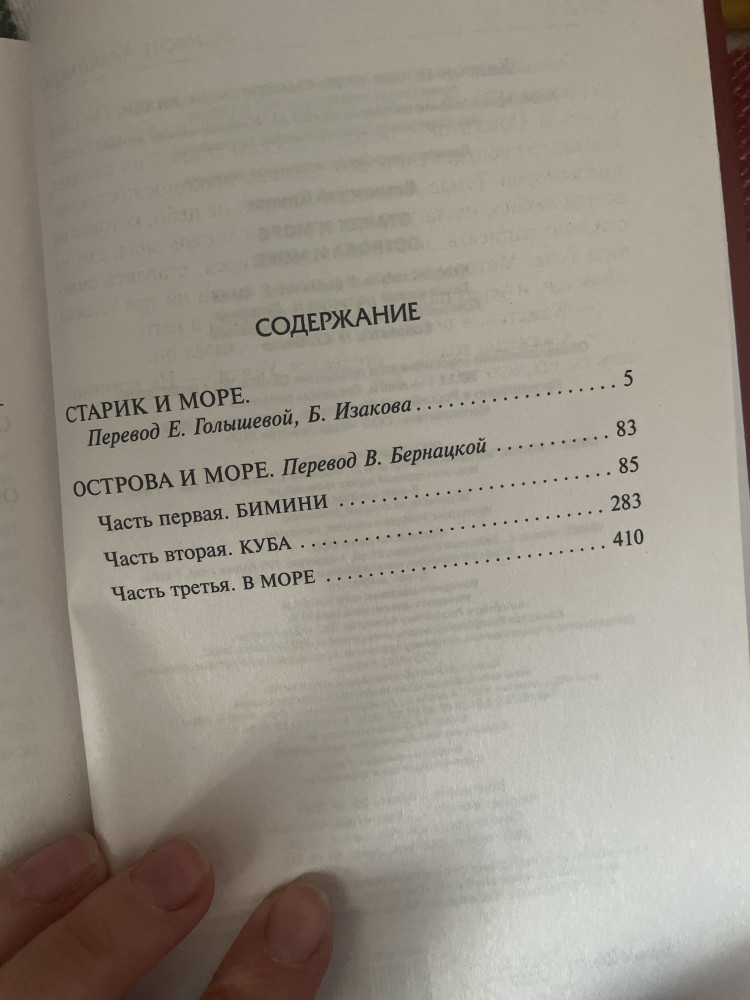 СОДЕРЖАНИЕ
СТАРИК И МОРЕ.
Перевод Е. Голышевой, Б. Изакова . . . . . . . . . . . . . . . . . . . 5
ОСТРОВА И МОРЕ. Перевод В. Бернацкой . . . . . . . . . . . 83
Часть первая. БИМИНИ . . . . . . . . . . . . . . . . . . . . . . . . . 85
Часть вторая. КУБА . . . . . . . . . . . . . . . . . . . . . . . . . . . 283
Часть третья. В МОРЕ . . . . . . . . . . . . . . . . . . . . . . . . . 410